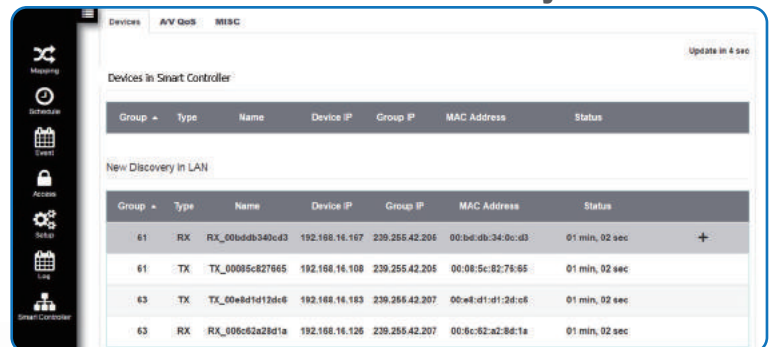 Devices A/V QoS MISC
Update in 4 sec
Mapping
Schedule
Event
Access
Setup
Log
Smart Controller
Devices in Smart Controller
Group Type Name Device IP Group IP MAC Address Status
New Discovery in LAN
Group Type Name Device IP Group IP MAC Address Status
61 RX RX_00bddb340cd3 192.168.16.167 239.255.42.205 00:bd:db:34:0c:d3 01 min, 02 sec +
61 TX TX_00085c827665 192.168.16.108 239.255.42.205 00:08:5c:82:76:65 01 min, 02 sec
63 TX TX_00e8d1d12dc6 192.168.16.183 239.255.42.207 00:e8:d1:d1:2d:c6 01 min, 02 sec
63 RX RX_006c62a28d1a 192.168.16.126 239.255.42.207 00:6c:62:a2:8d:1a 01 min, 02 sec